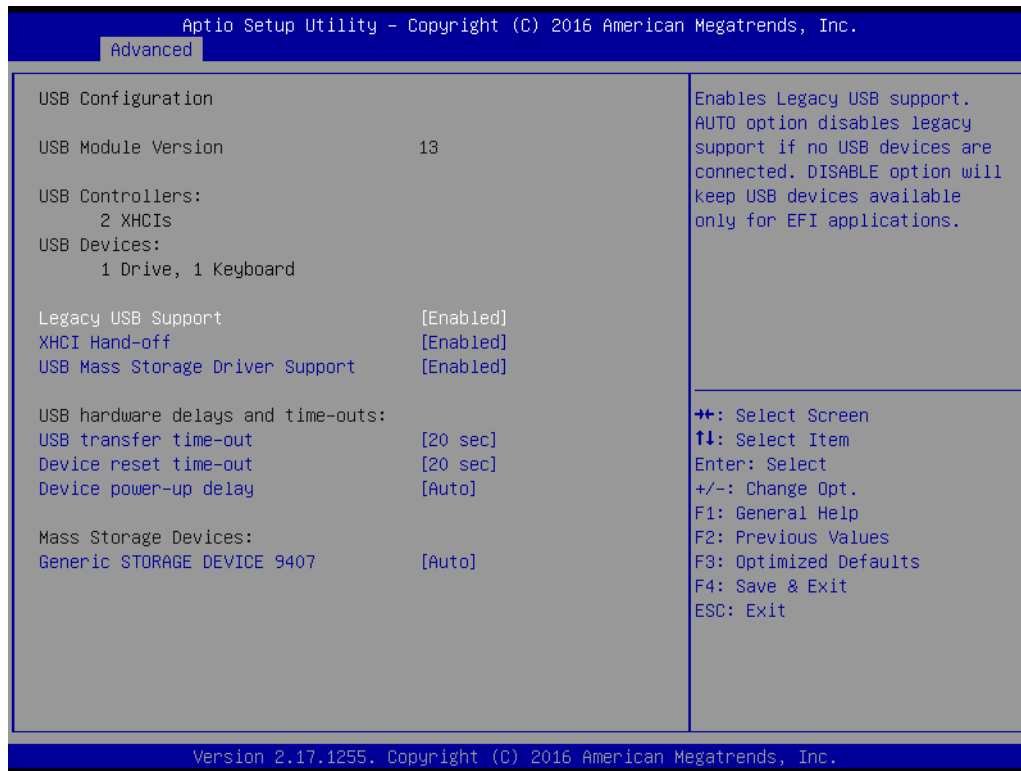 Aptio Setup Utility – Copyright (C) 2016 American Megatrends, Inc.
Advanced
USB Configuration
USB Module Version 13
USB Controllers:
2 XHCIs
USB Devices:
1 Drive, 1 Keyboard
Legacy USB Support [Enabled]
XHCI Hand-off [Enabled]
USB Mass Storage Driver Support [Enabled]
USB hardware delays and time-outs:
USB transfer time-out [20 sec]
Device reset time-out [20 sec]
Device power-up delay [Auto]
Mass Storage Devices:
Generic STORAGE DEVICE 9407 [Auto]
Enables Legacy USB support.
AUTO option disables legacy
support if no USB devices are
connected. DISABLE option will
keep USB devices available
only for EFI applications.
→←: Select Screen
↑↓: Select Item
Enter: Select
+/-: Change Opt.
F1: General Help
F2: Previous Values
F3: Optimized Defaults
F4: Save & Exit
ESC: Exit
Version 2.17.1255. Copyright (C) 2016 American Megatrends, Inc.